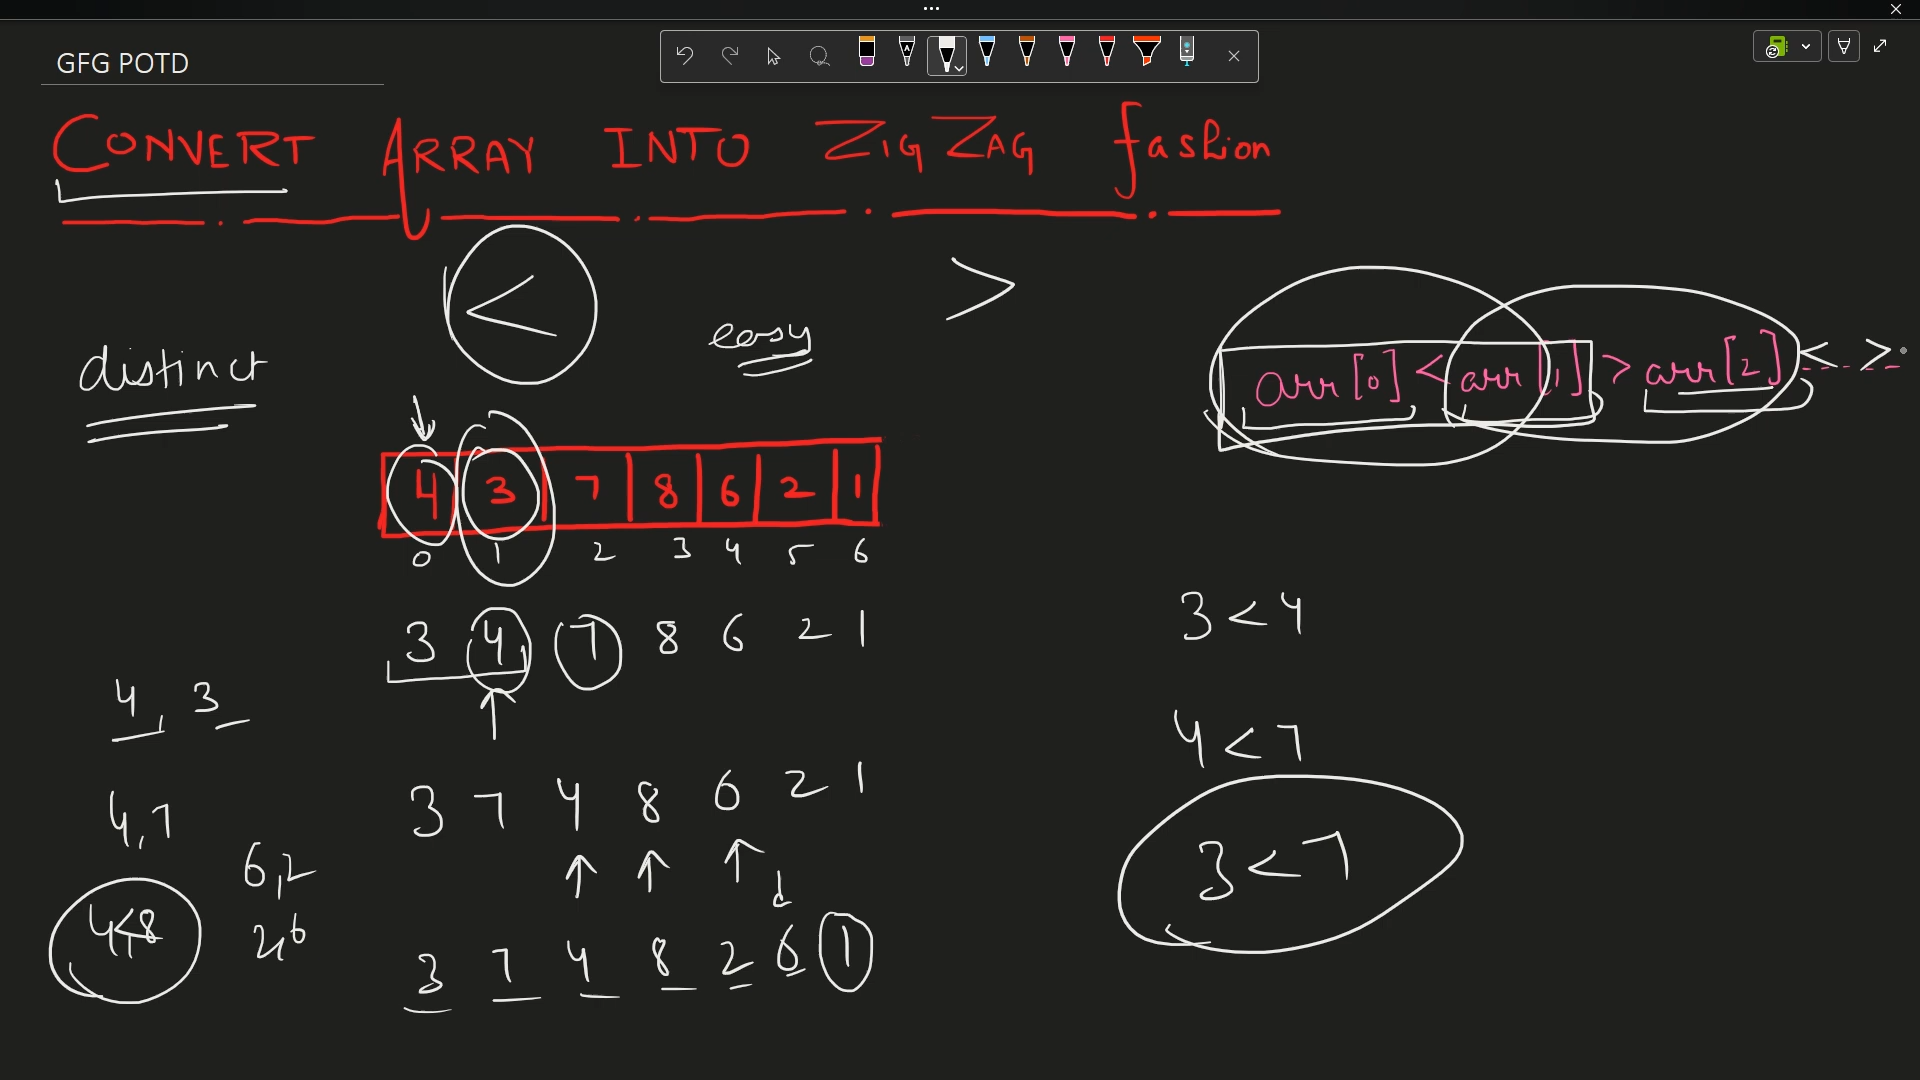 GFG POTD
CONVERT ARRAY INTO ZIGZAG fashion
< >
easy
distinct
arr[0] < arr[1] > arr[2] < >
4 3 7 8 6 2 1
0 1 2 3 4 5 6
3 4 7 8 6 2 1
3 < 4
4, 3
4 < 7
3 7 4 8 6 2 1
4, 7
6, 2
3 < 7
4<8
2,6
3 7 4 8 2 6 1